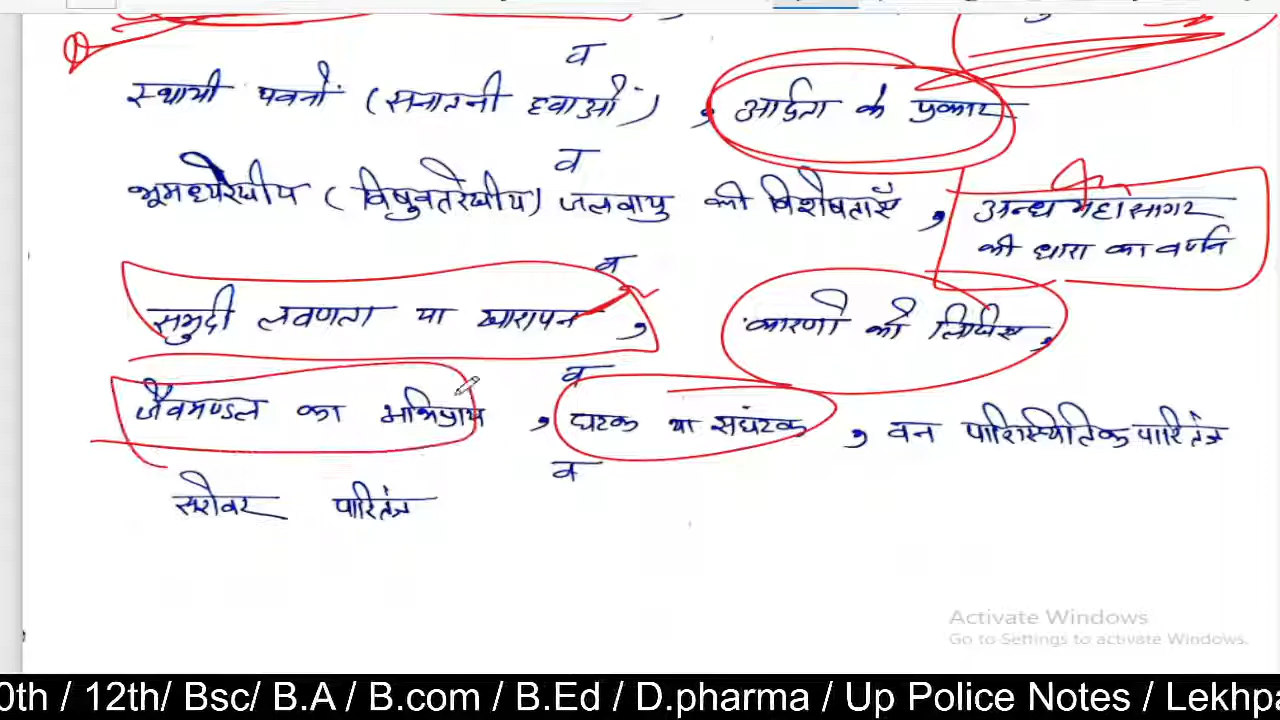 व
स्थायी पवनों (सनातनी हवाओं) , आर्द्रता के प्रकार
व
भूमध्यरेखीय (विषुवतरेखीय) जलवायु की विशेषताएँ , अन्ध महासागर
की धारा का वर्णन
व
समुद्री लवणता या खारापन , कारणों को लिखिए ,
व
जैवमण्डल का अभिप्राय , घटक या संघटक , वन पारिस्थितिक पारितंत्र
व
सरोवर पारितंत्र
Activate Windows
Go to Settings to activate Windows.
0th / 12th/ Bsc/ B.A / B.com / B.Ed / D.pharma / Up Police Notes / Lekhpa